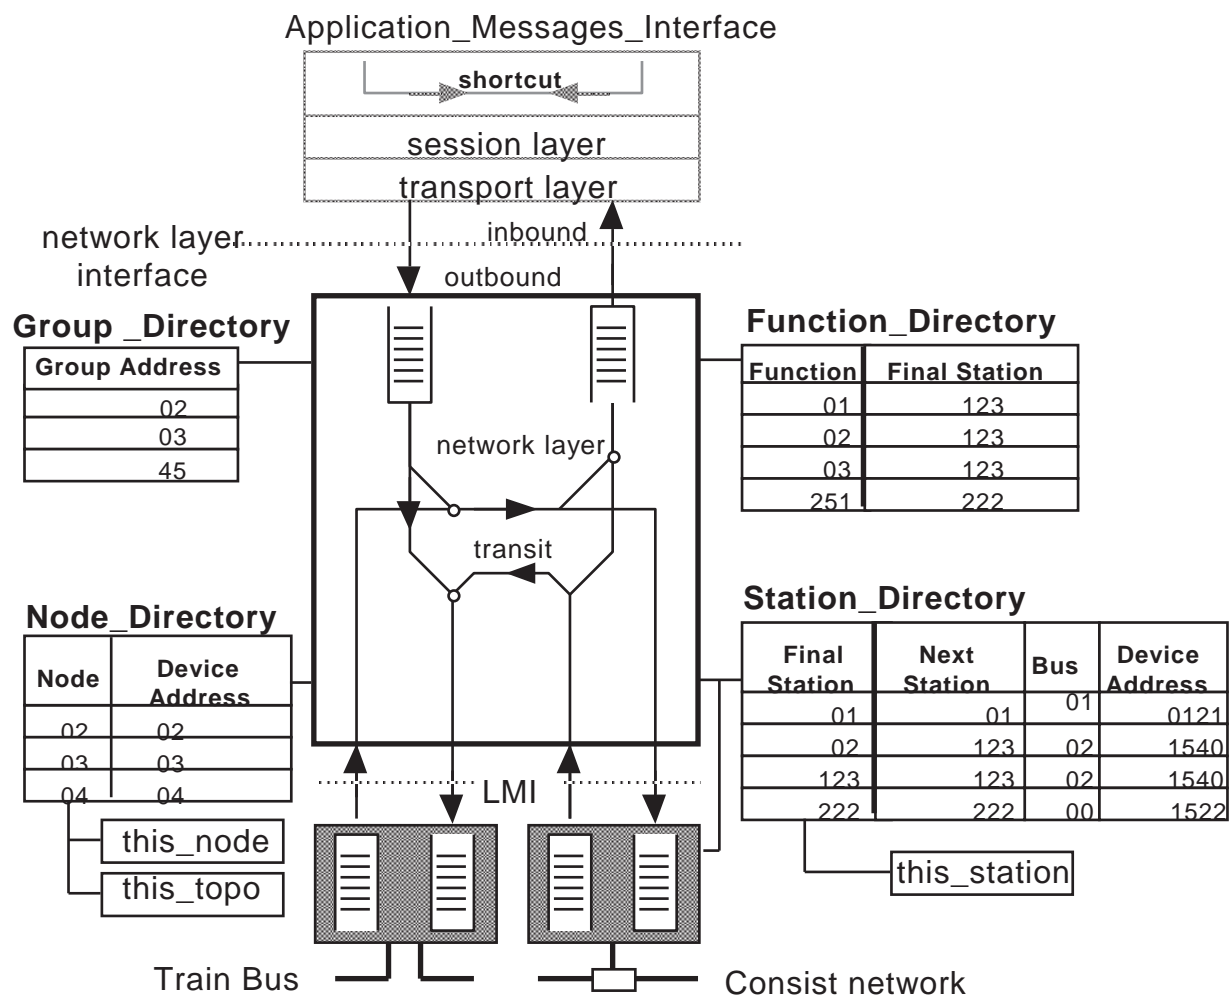 Application_Messages_Interface
shortcut
session layer
transport layer
network layer
interface
inbound
outbound
Group _Directory
Group Address
02
03
45
Function_Directory
Function Final Station
01 123
02 123
03 123
251 222
network layer
transit
Node_Directory
Node Device Address
02 02
03 03
04 04
this_node
this_topo
Station_Directory
Final Station Next Station Bus Device Address
01 01 01 0121
02 123 02 1540
123 123 02 1540
222 222 00 1522
this_station
LMI
Train Bus
Consist network